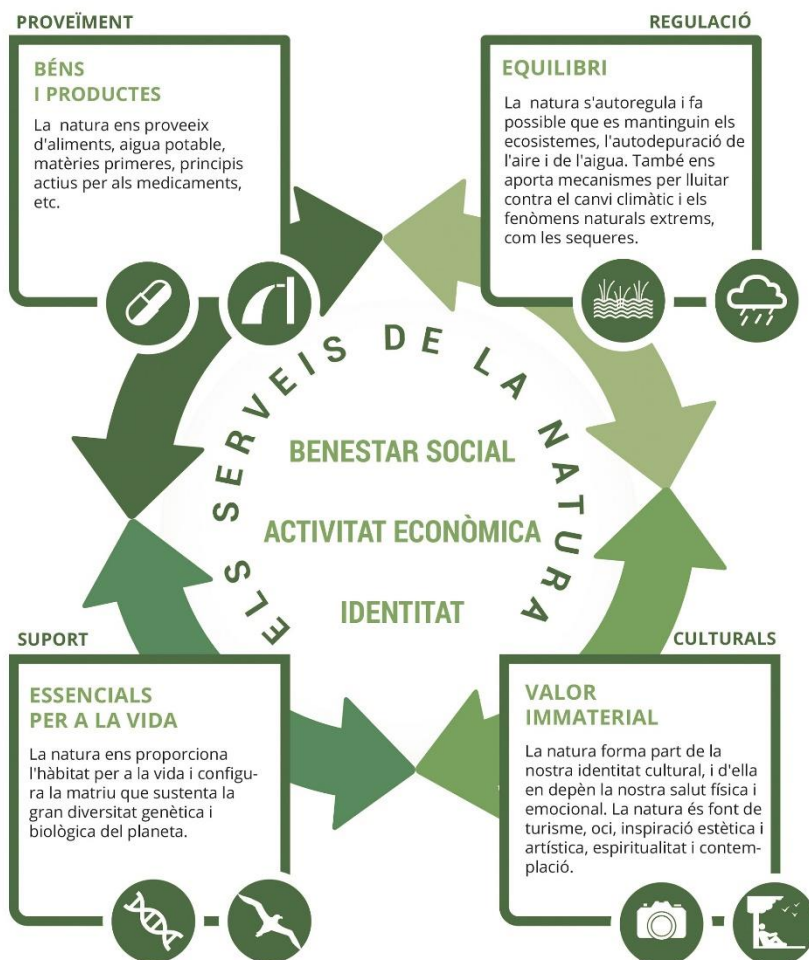 PROVEÏMENT
BÉNS
I PRODUCTES
La natura ens proveeix
d'aliments, aigua potable,
matèries primeres, principis
actius per als medicaments,
etc.
REGULACIÓ
EQUILIBRI
La natura s'autoregula i fa
possible que es mantinguin els
ecosistemes, l'autodepuració de
l'aire i de l'aigua. També ens
aporta mecanismes per lluitar
contra el canvi climàtic i els
fenòmens naturals extrems,
com les sequeres.
ELS SERVEIS DE LA NATURA
BENESTAR SOCIAL
ACTIVITAT ECONÒMICA
IDENTITAT
SUPORT
ESSENCIALS
PER A LA VIDA
La natura ens proporciona
l'hàbitat per a la vida i configu-
ra la matriu que sustenta la
gran diversitat genètica i
biològica del planeta.
CULTURALS
VALOR
IMMATERIAL
La natura forma part de la
nostra identitat cultural, i d'ella
en depèn la nostra salut física i
emocional. La natura és font de
turisme, oci, inspiració estètica i
artística, espiritualitat i contem-
plació.